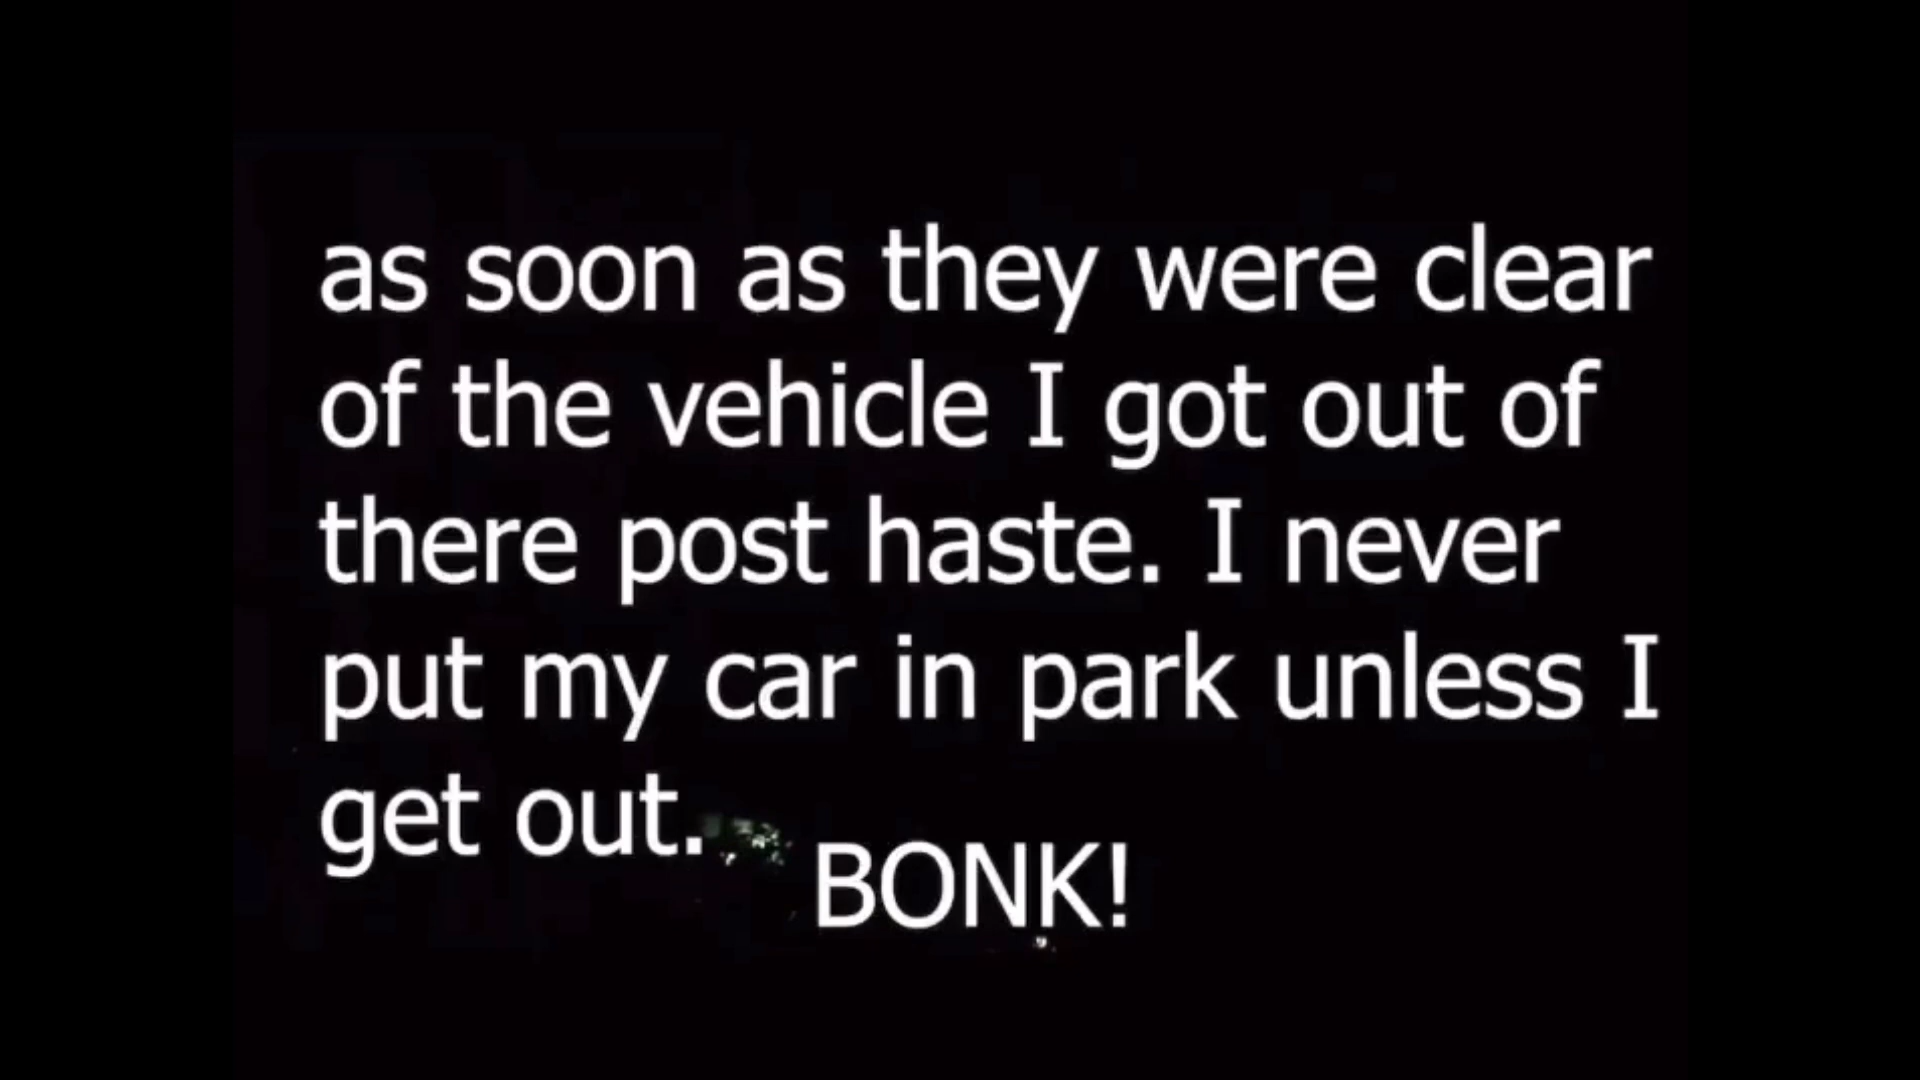 as soon as they were clear
of the vehicle I got out of
there post haste. I never
put my car in park unless I
get out.
BONK!